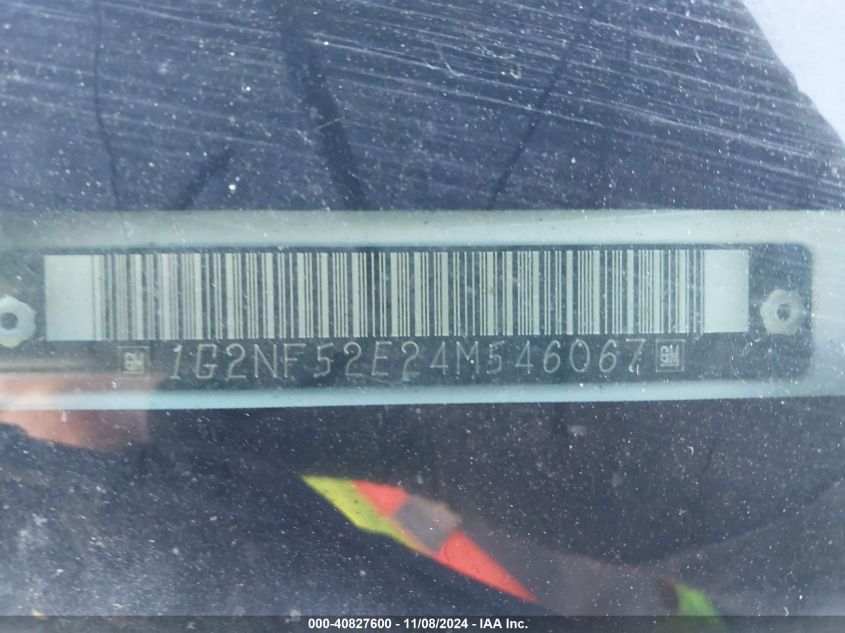 GM 1G2NF52E24M546067 GM
000-40827600 - 11/08/2024 - IAA Inc.